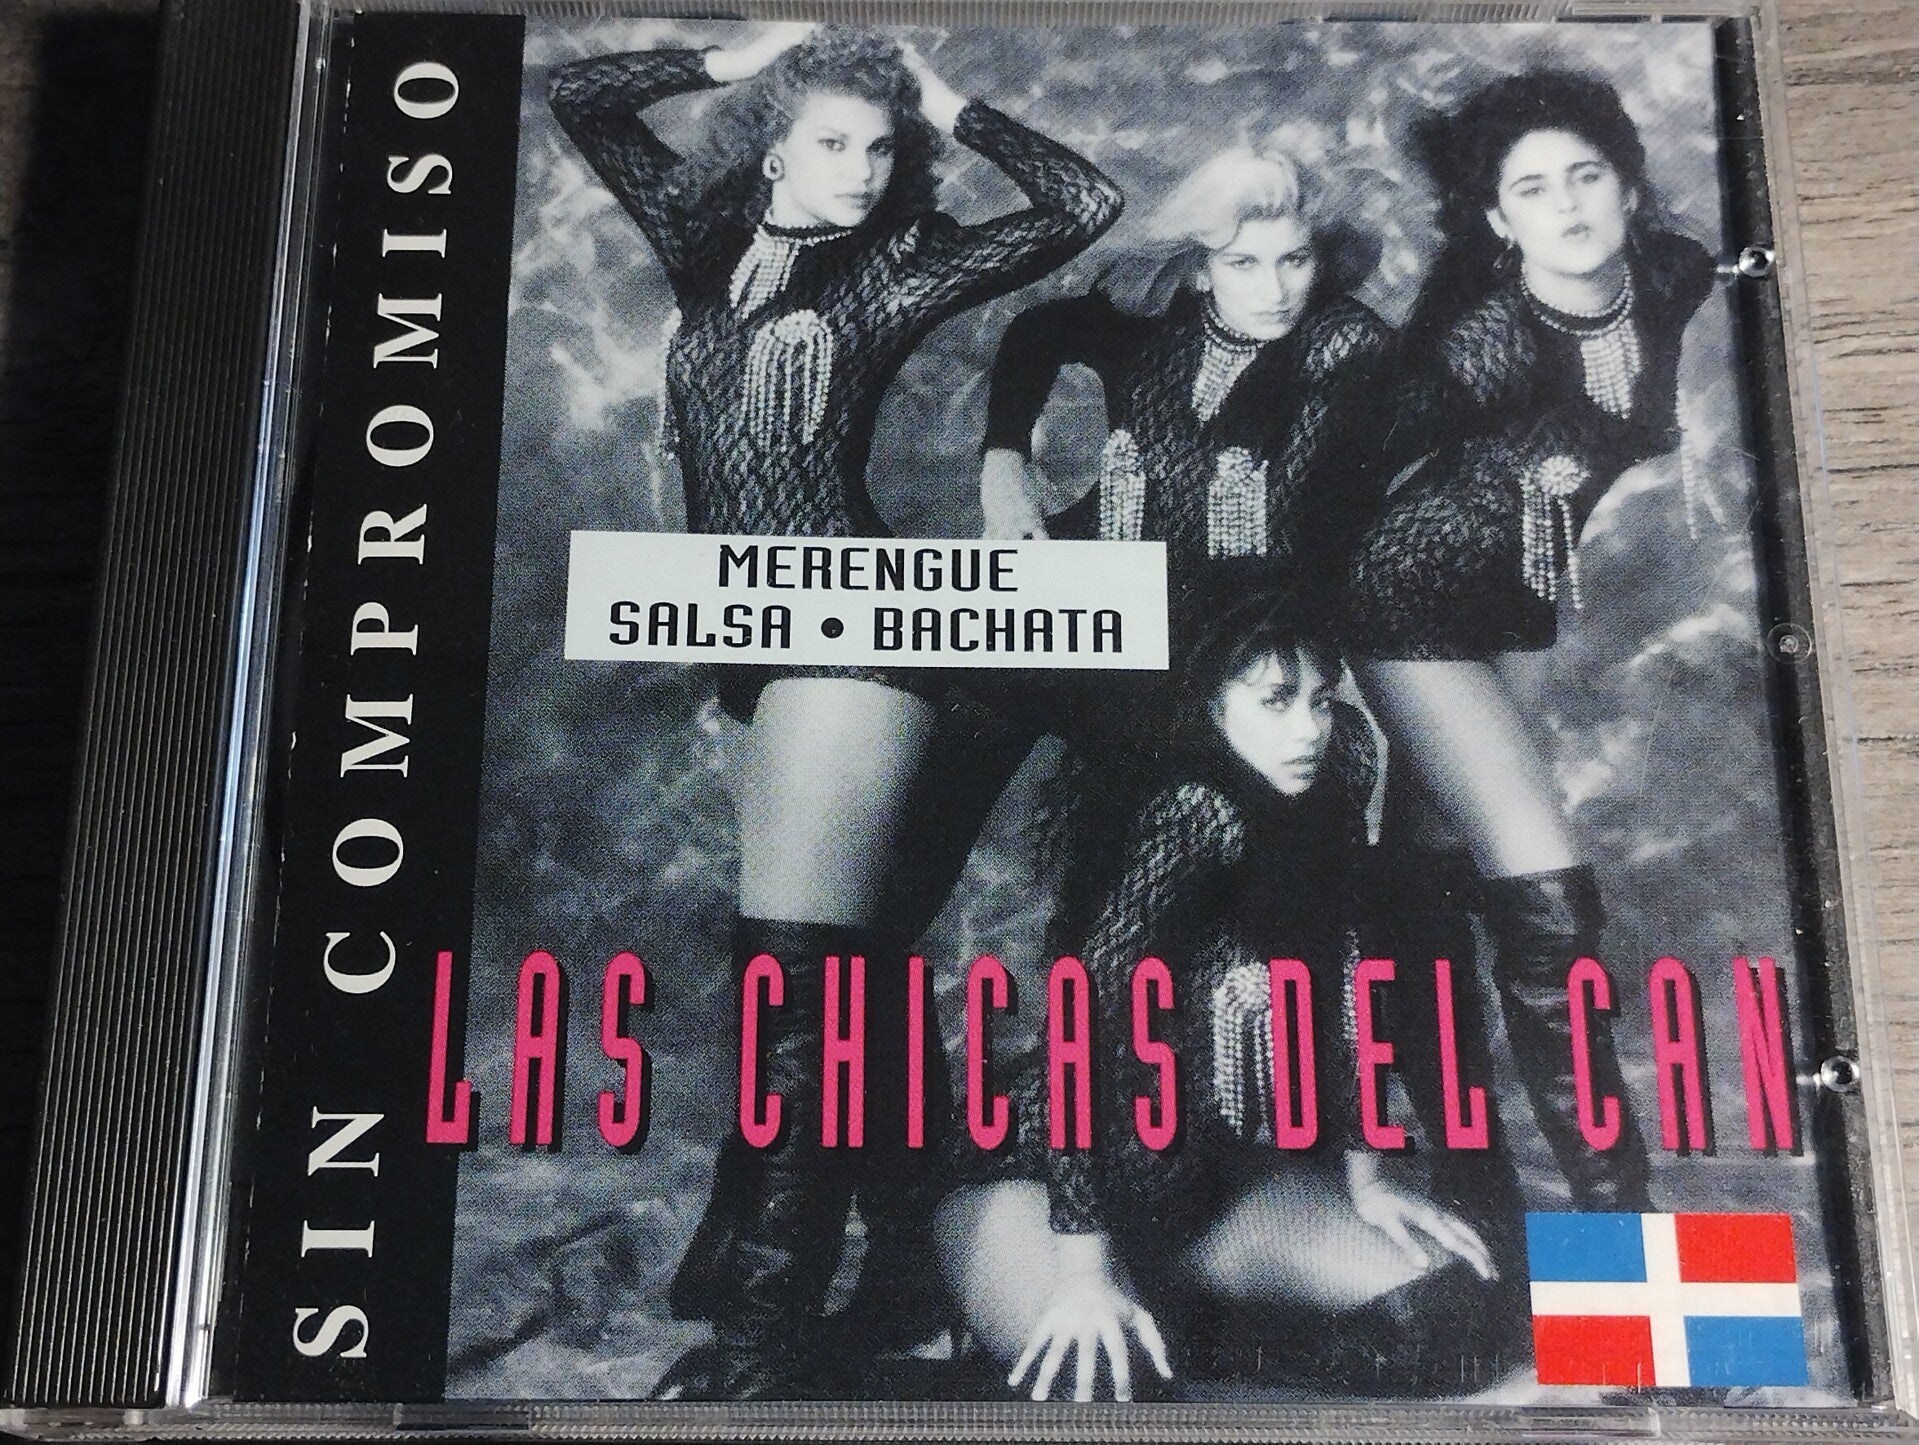 SIN COMPROMISO
MERENGUE
SALSA • BACHATA
LAS CHICAS DEL CAN